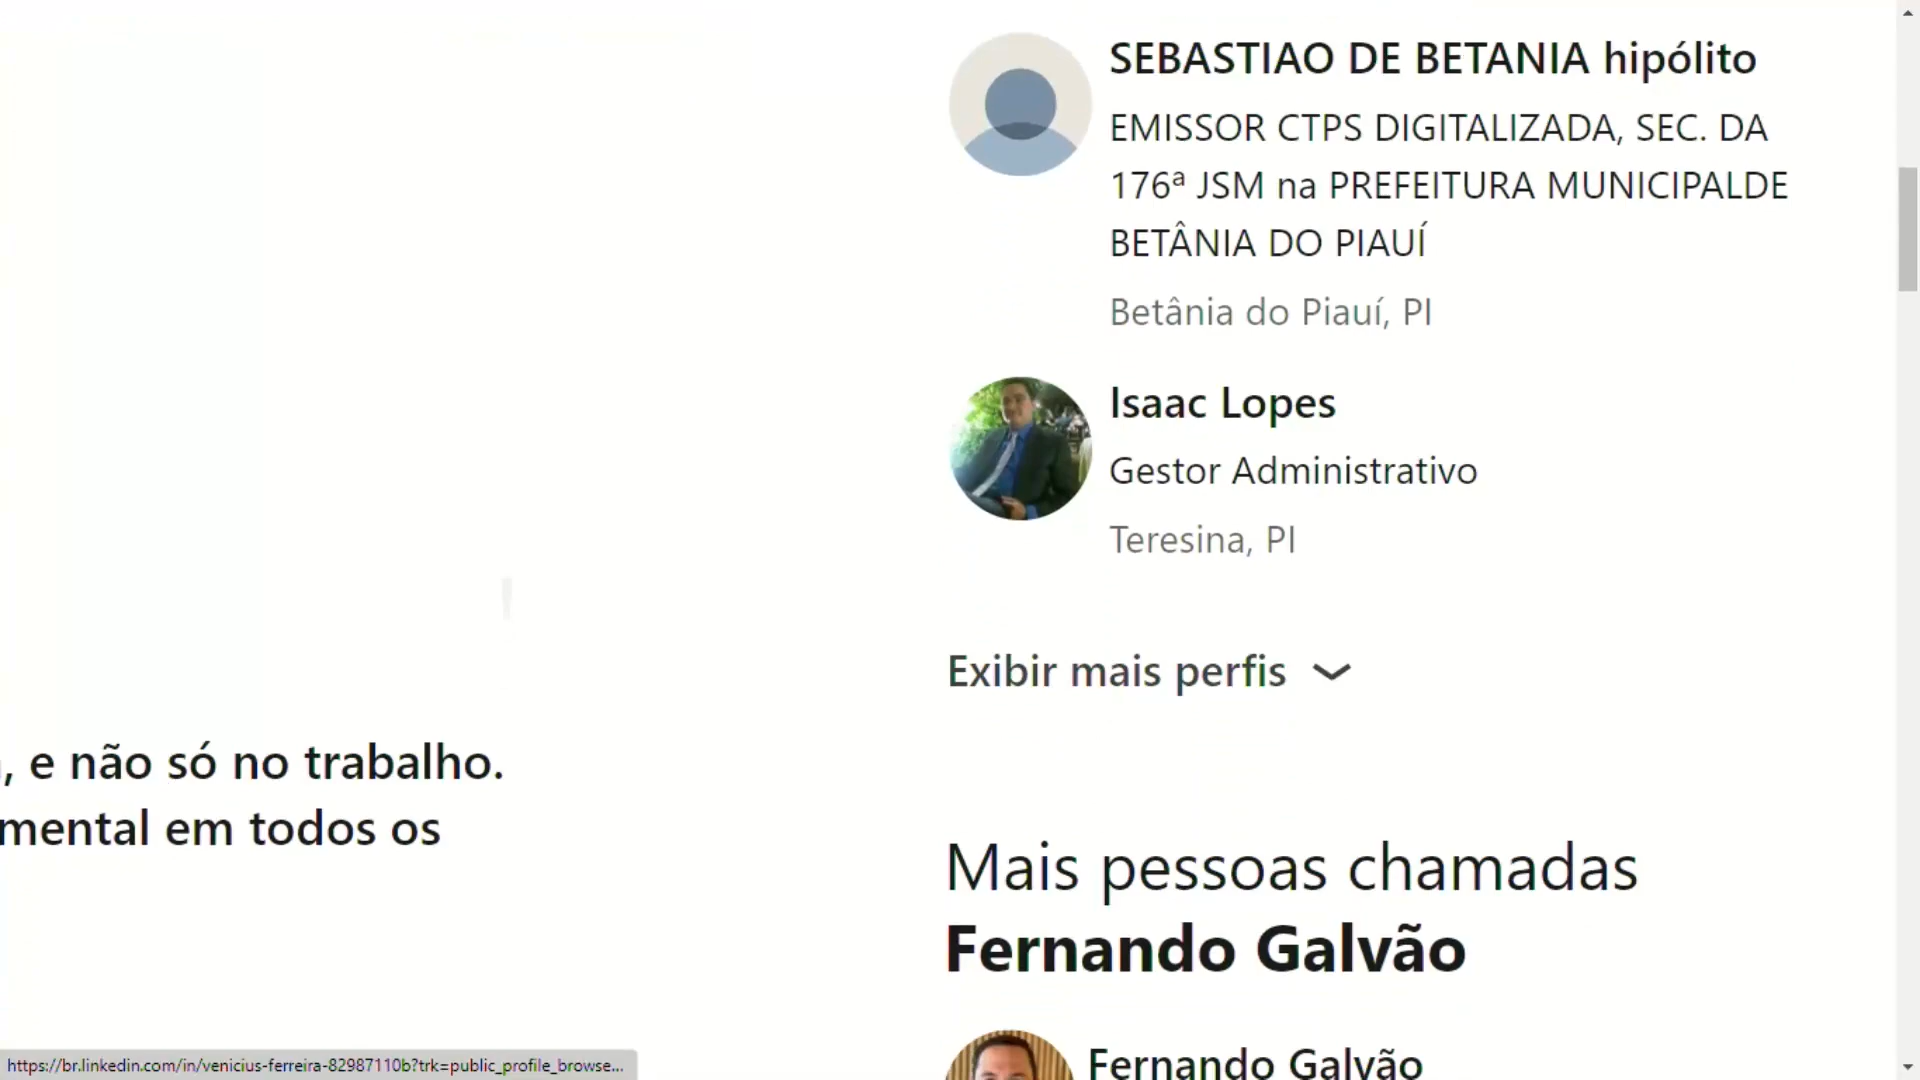 SEBASTIAO DE BETANIA hipólito
EMISSOR CTPS DIGITALIZADA, SEC. DA
176ª JSM na PREFEITURA MUNICIPALDE
BETÂNIA DO PIAUÍ
Betânia do Piauí, PI
Isaac Lopes
Gestor Administrativo
Teresina, PI
Exibir mais perfis
, e não só no trabalho.
mental em todos os
Mais pessoas chamadas
Fernando Galvão
Fernando Galvão
https://br.linkedin.com/in/venicius-ferreira-82987110b?trk=public_profile_browse...